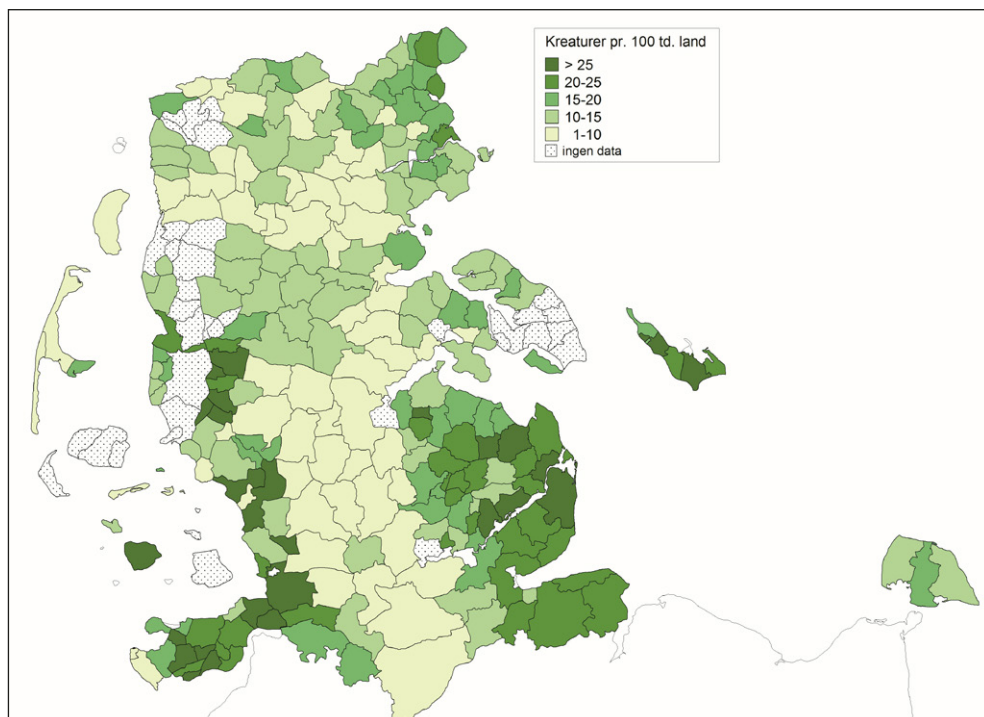 Kreaturer pr. 100 td. land
> 25
20-25
15-20
10-15
1-10
ingen data